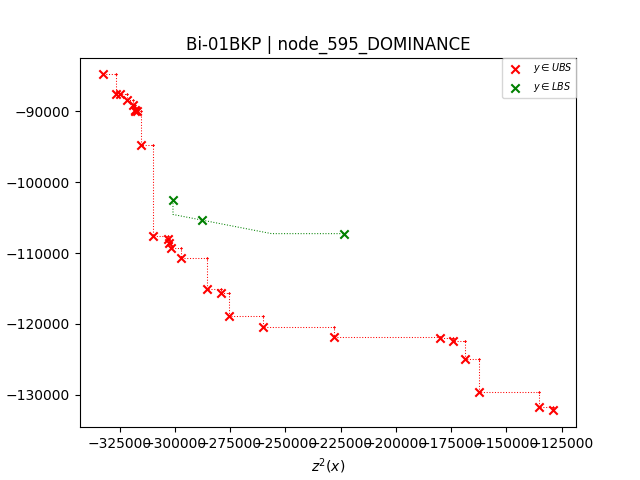 Bi-01BKP | node_595_DOMINANCE
y ∈ UBS
y ∈ LBS
−90000
−100000
−110000
−120000
−130000
−325000 −300000 −275000 −250000 −225000 −200000 −175000 −150000 −125000
z²(x)